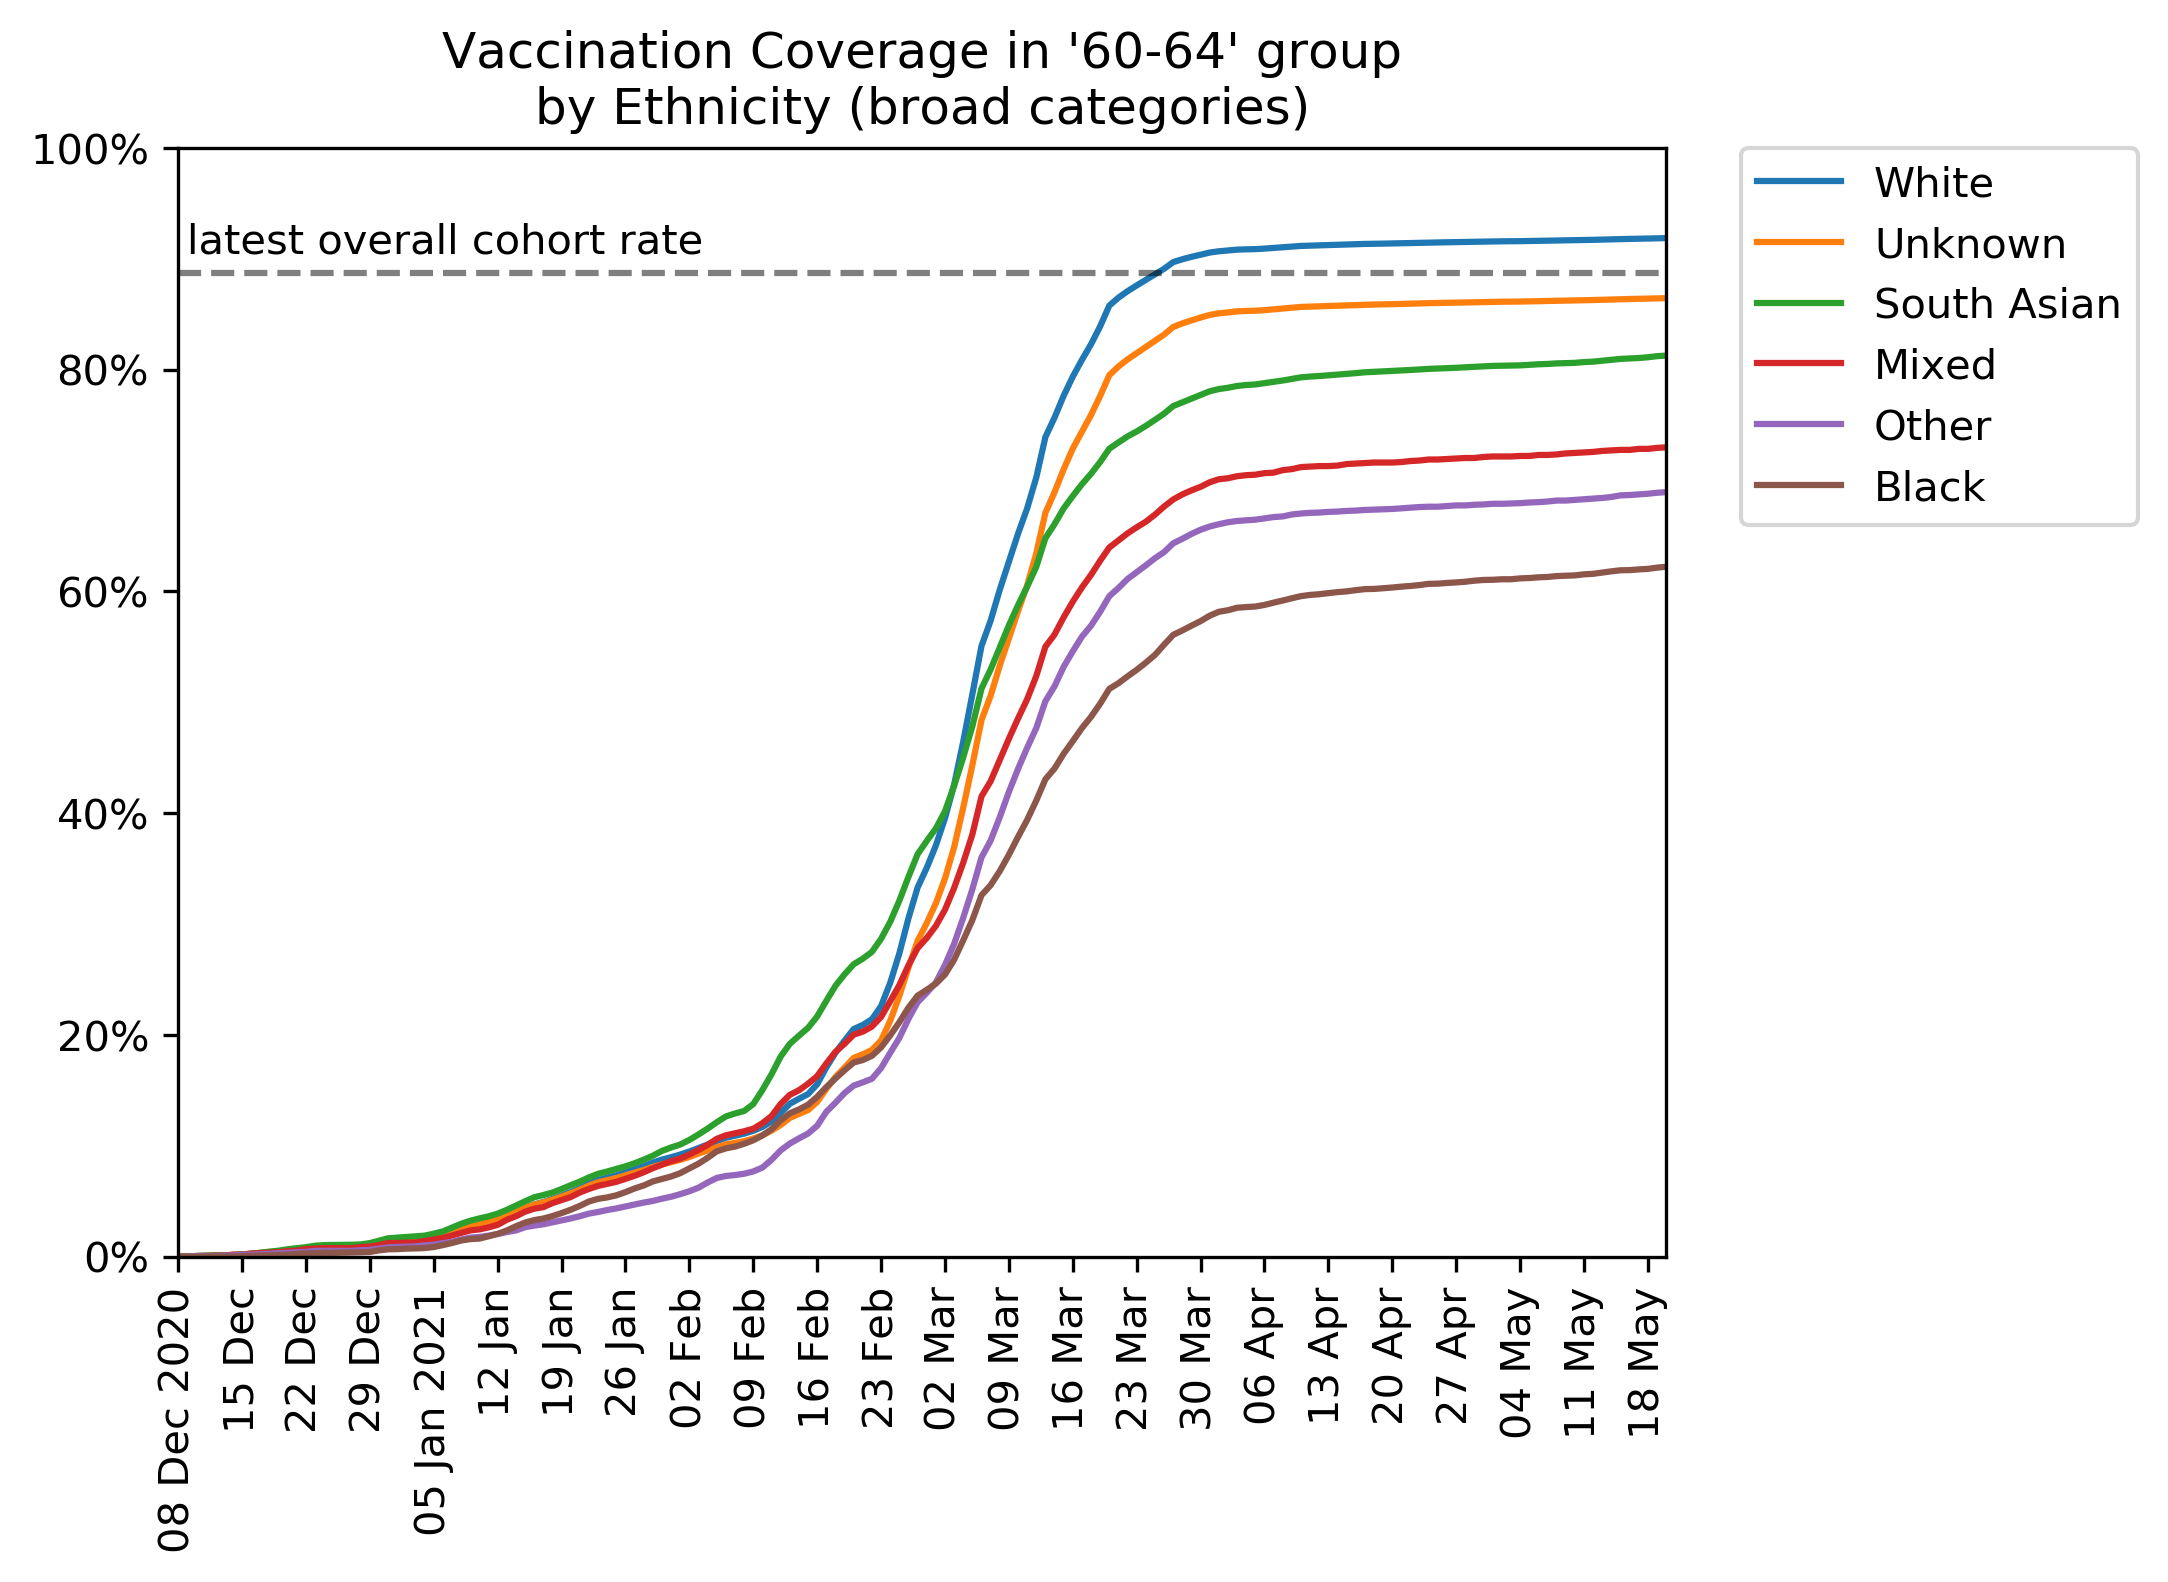 Vaccination Coverage in '60-64' group
by Ethnicity (broad categories)
100%
80%
60%
40%
20%
0%
latest overall cohort rate
White
Unknown
South Asian
Mixed
Other
Black
08 Dec 2020
15 Dec
22 Dec
29 Dec
05 Jan 2021
12 Jan
19 Jan
26 Jan
02 Feb
09 Feb
16 Feb
23 Feb
02 Mar
09 Mar
16 Mar
23 Mar
30 Mar
06 Apr
13 Apr
20 Apr
27 Apr
04 May
11 May
18 May